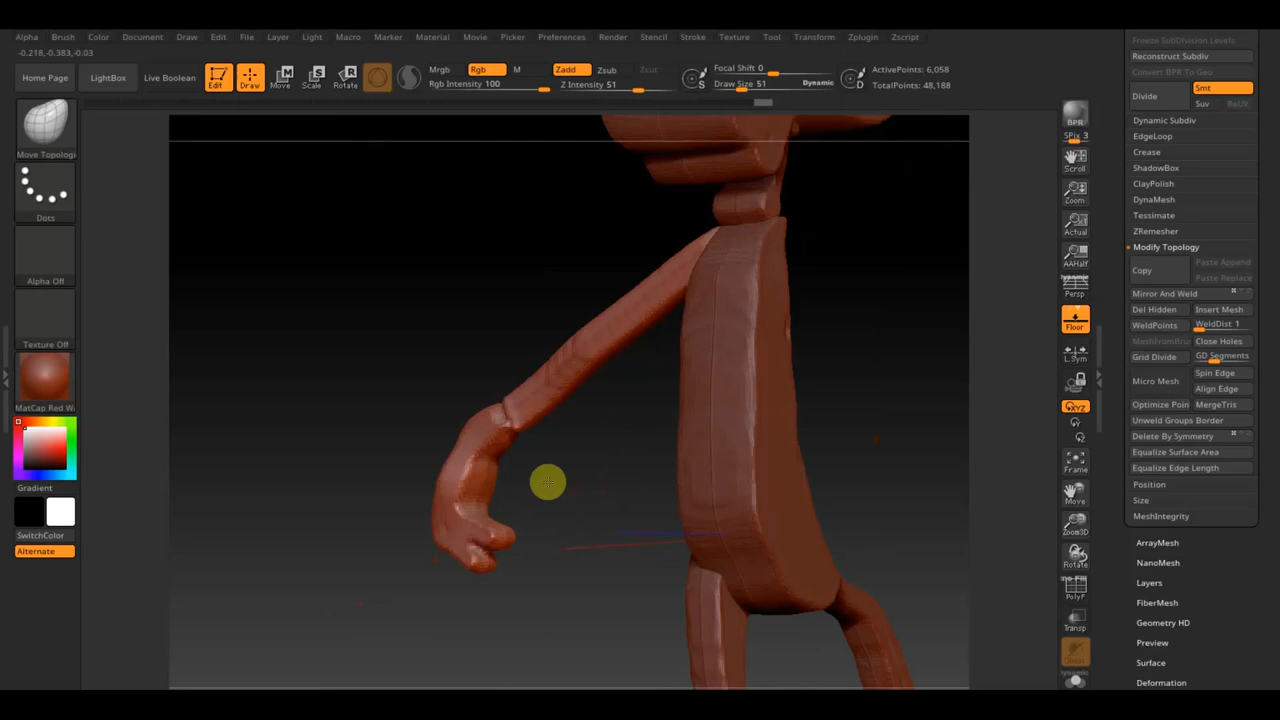 Alpha Brush Color Document Draw Edit File Layer Light Macro Marker Material Movie Picker Preferences Render Stencil Stroke Texture Tool Transform Zplugin Zscript
-0.218,-0.383,-0.03
Home Page LightBox Live Boolean Edit Draw Move Scale Rotate
Mrgb Rgb M Zadd Zsub Zcut
Rgb Intensity 100 Z Intensity 51
S Focal Shift 0
Draw Size 51 Dynamic
D ActivePoints: 6,058
TotalPoints: 48,188
Move Topologi
Dots
Alpha Off
Texture Off
MatCap Red Wa
Gradient
SwitchColor
Alternate
BPR
SPix 3
Scroll
Zoom
Actual
AAHalf
Dynamic
Persp
Floor
L.Sym
XYZ
Y
Z
Frame
Move
Zoom3D
Rotate
PolyF
Transp
Dynamic
Freeze SubDivision Levels
Reconstruct Subdiv
Convert BPR To Geo
Divide Smt
Suv ReUV
Dynamic Subdiv
EdgeLoop
Crease
ShadowBox
ClayPolish
DynaMesh
Tessimate
ZRemesher
Modify Topology
Copy Paste Append
Paste Replace
Mirror And Weld
Del Hidden Insert Mesh
WeldPoints WeldDist 1
MeshFromBru Close Holes
Grid Divide GD Segments
Micro Mesh Spin Edge
Align Edge
Optimize Poin MergeTris
Unweld Groups Border
Delete By Symmetry
Equalize Surface Area
Equalize Edge Length
Position
Size
MeshIntegrity
ArrayMesh
NanoMesh
Layers
FiberMesh
Geometry HD
Preview
Surface
Deformation